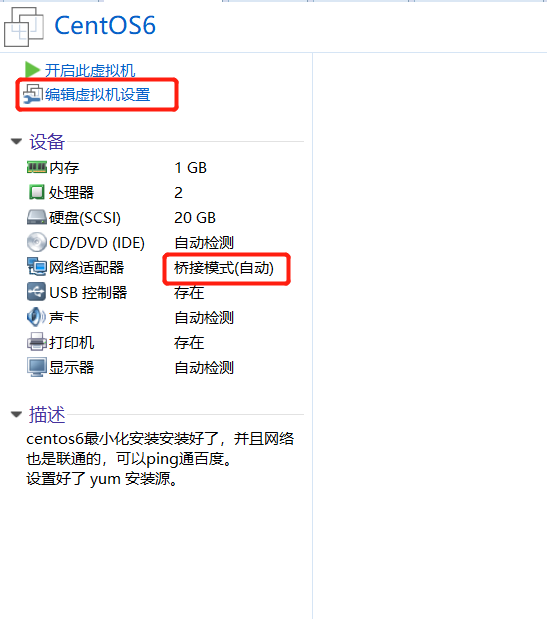 CentOS6
开启此虚拟机
编辑虚拟机设置
设备
内存 1 GB
处理器 2
硬盘(SCSI) 20 GB
CD/DVD (IDE) 自动检测
网络适配器 桥接模式(自动)
USB 控制器 存在
声卡 自动检测
打印机 存在
显示器 自动检测
描述
centos6最小化安装安装好了，并且网络
也是联通的，可以ping通百度。
设置好了 yum 安装源。